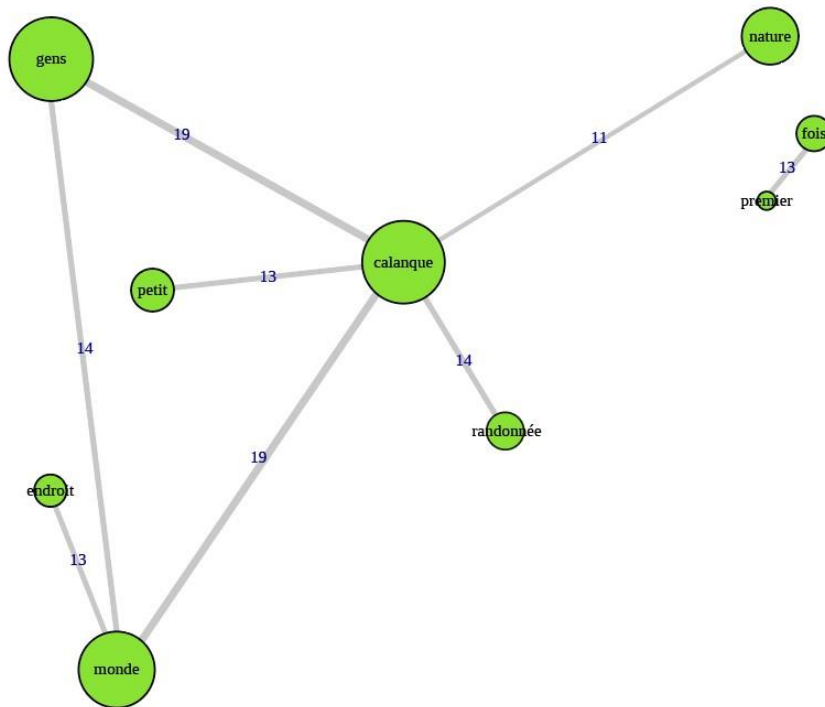 nature
gens
fois
19
11
13
premier
calanque
13
petit
14
14
randonnée
19
endroit
13
monde